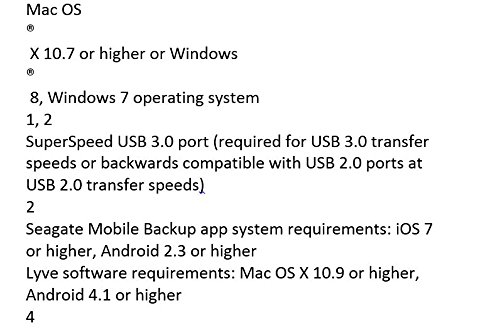 Mac OS
®
X 10.7 or higher or Windows
®
8, Windows 7 operating system
1, 2
SuperSpeed USB 3.0 port (required for USB 3.0 transfer
speeds or backwards compatible with USB 2.0 ports at
USB 2.0 transfer speeds)
2
Seagate Mobile Backup app system requirements: iOS 7
or higher, Android 2.3 or higher
Lyve software requirements: Mac OS X 10.9 or higher,
Android 4.1 or higher
4